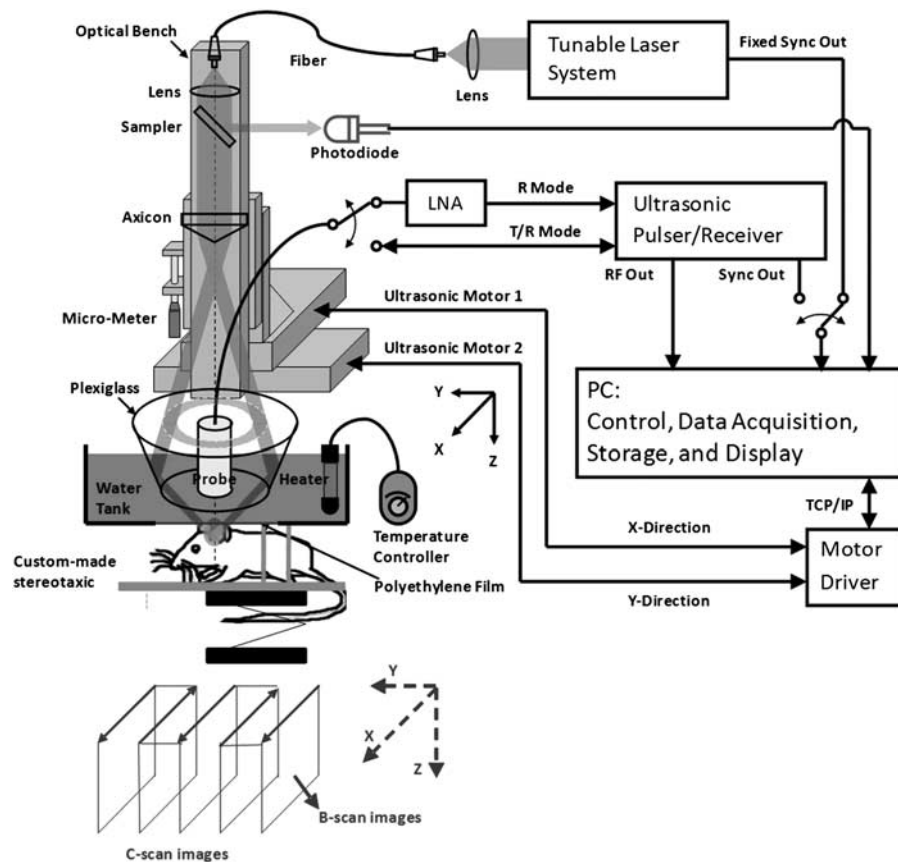 Optical Bench
Fiber
Lens
Tunable Laser
System
Fixed Sync Out
Lens
Sampler
Photodiode
LNA
R Mode
Ultrasonic
Pulser/Receiver
T/R Mode
Axicon
RF Out
Sync Out
Ultrasonic Motor 1
Micro-Meter
Ultrasonic Motor 2
Plexiglass
Y
X
Z
PC:
Control, Data Acquisition,
Storage, and Display
Probe
Heater
Water
Tank
TCP/IP
Temperature
Controller
X-Direction
Motor
Driver
Custom-made
stereotaxic
Polyethylene Film
Y-Direction
Y
X
Z
B-scan images
C-scan images